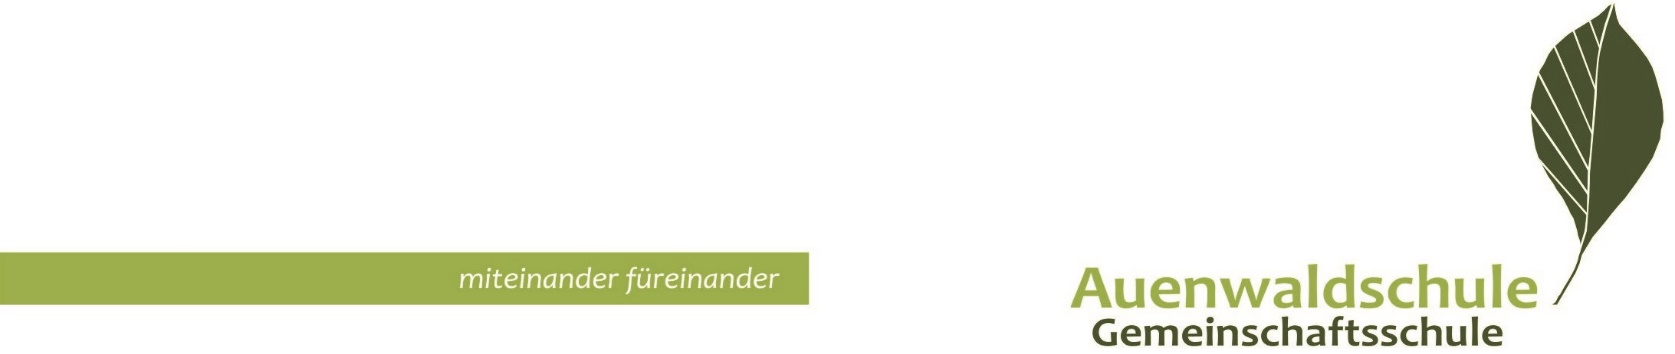 miteinander füreinander
Auenwaldschule
Gemeinschaftsschule